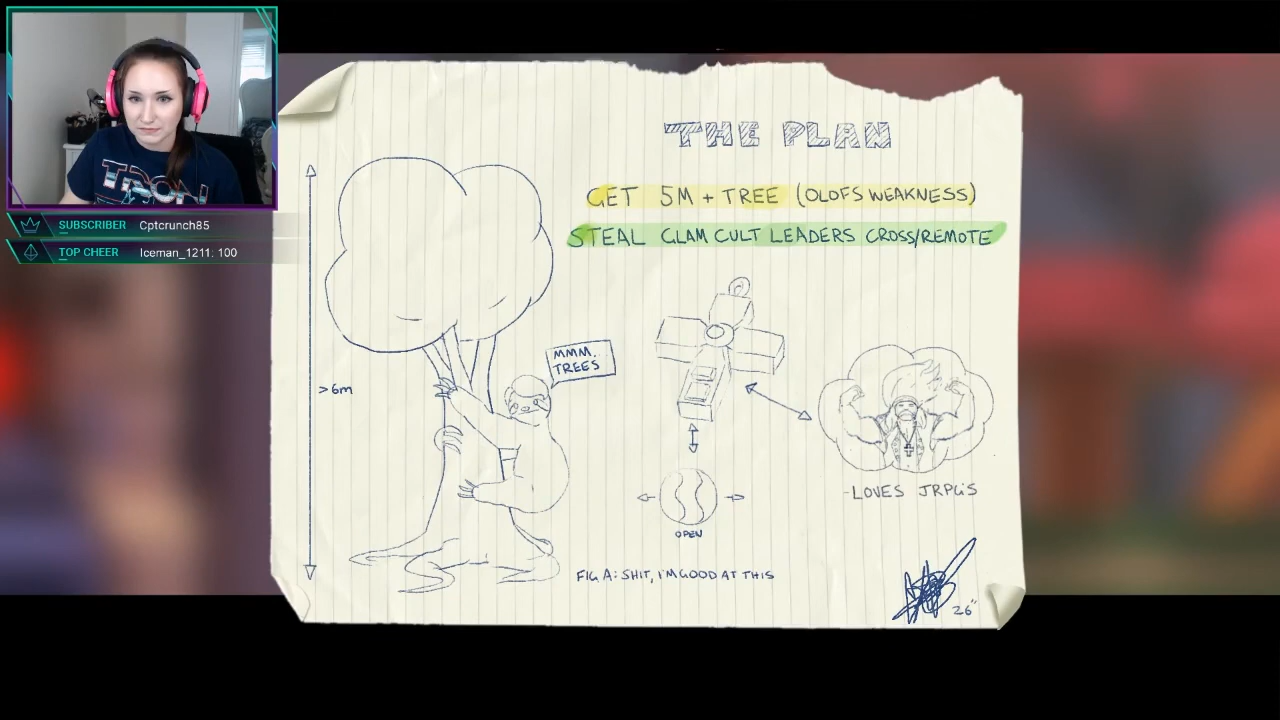 TRON
SUBSCRIBER Cptcrunch85
TOP CHEER Iceman_1211: 100
THE PLAN
GET 5M + TREE (OLOFS WEAKNESS)
STEAL CLAM CULT LEADERS CROSS/REMOTE
MMM,
TREES
>6m
-LOVES JRPG'S
OPEN
FIG A: SHIT, I'M GOOD AT THIS
26"